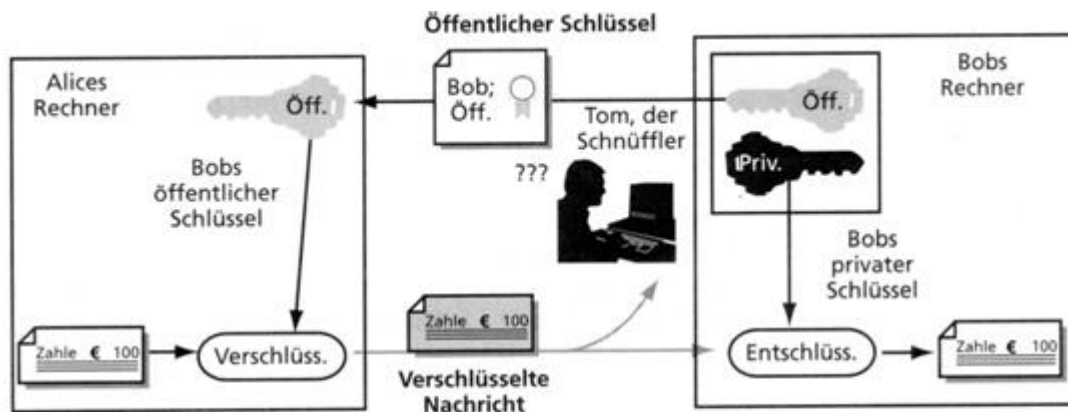 Öffentlicher Schlüssel
Alices
Rechner
Öff.
Bob;
Öff.
Tom, der
Schnüffler
???
Öff.
Priv.
Bobs
Rechner
Bobs
öffentlicher
Schlüssel
Bobs
privater
Schlüssel
Zahle € 100
Verschlüss.
Zahle € 100
Verschlüsselte
Nachricht
Entschlüss.
Zahle € 100